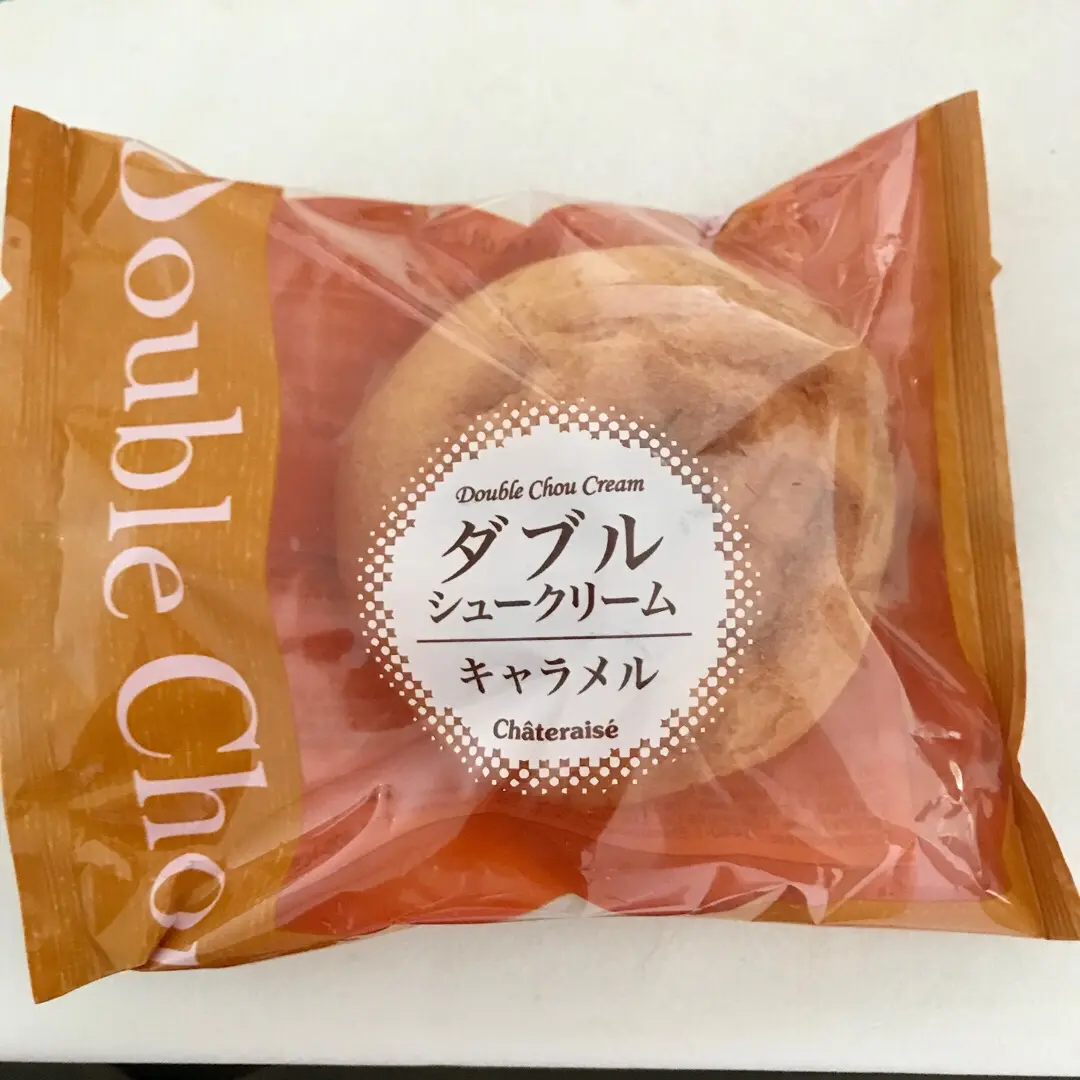 Double Cho
Double Chou Cream
ダブル
シュークリーム
キャラメル
Châteraisé